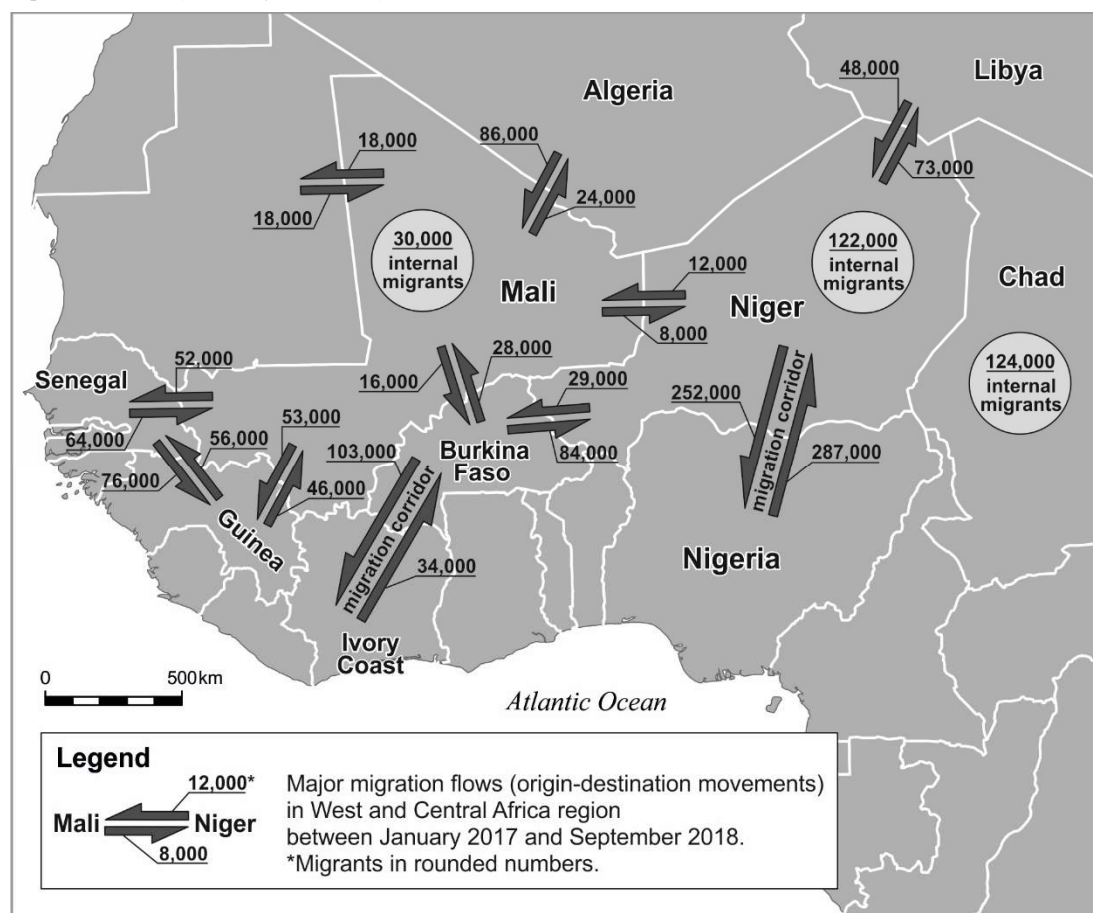 Libya
48,000
Algeria
86,000
18,000
73,000
24,000
18,000
30,000
internal
migrants
122,000
internal
migrants
12,000
Mali
Niger
Chad
8,000
124,000
internal
migrants
28,000
52,000
Senegal
16,000
29,000
252,000
migration corridor
53,000
64,000
56,000
103,000
Burkina
Faso
84,000
287,000
76,000
46,000
Guinea
migration corridor
34,000
Nigeria
Ivory
Coast
0
500km
Atlantic Ocean
Legend
12,000*
Mali
Niger
8,000
Major migration flows (origin-destination movements)
in West and Central Africa region
between January 2017 and September 2018.
*Migrants in rounded numbers.